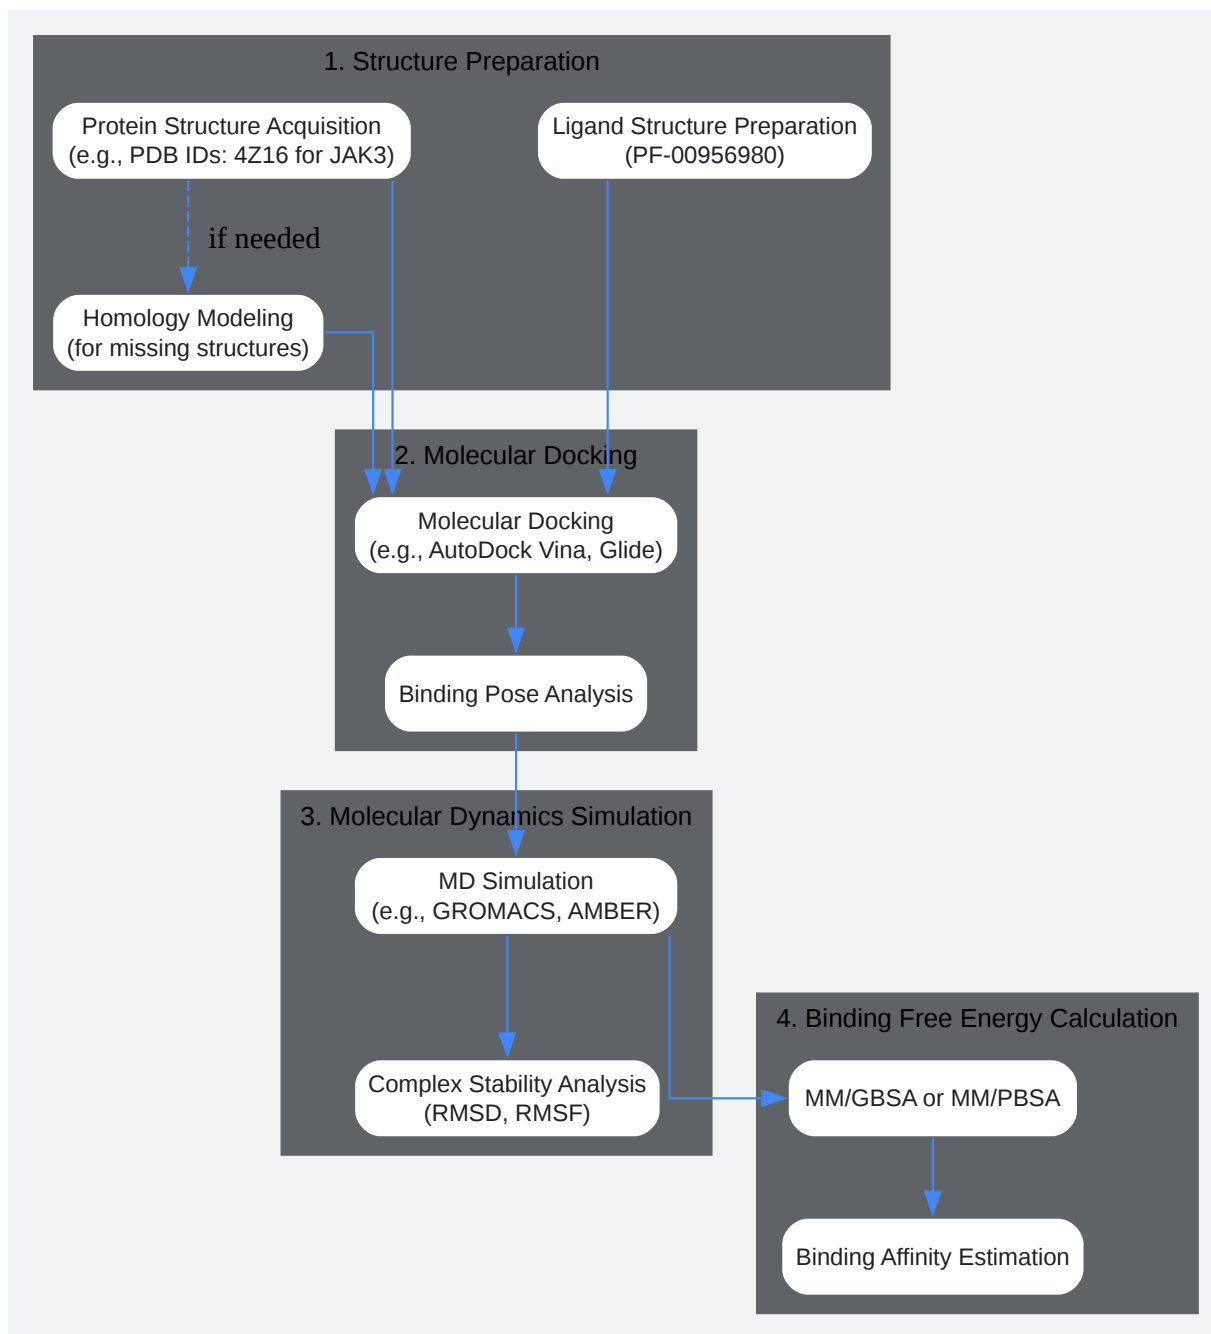 1. Structure Preparation
Protein Structure Acquisition
(e.g., PDB IDs: 4Z16 for JAK3)
Ligand Structure Preparation
(PF-00956980)
if needed
Homology Modeling
(for missing structures)
2. Molecular Docking
Molecular Docking
(e.g., AutoDock Vina, Glide)
Binding Pose Analysis
3. Molecular Dynamics Simulation
MD Simulation
(e.g., GROMACS, AMBER)
Complex Stability Analysis
(RMSD, RMSF)
4. Binding Free Energy Calculation
MM/GBSA or MM/PBSA
Binding Affinity Estimation